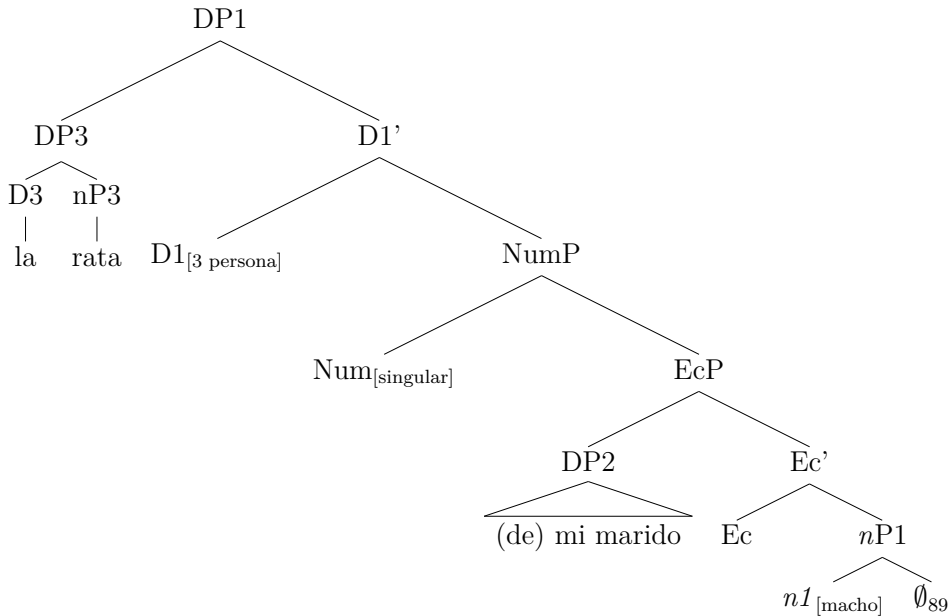 DP1
DP3 D1’
D3 nP3
la rata D1[3 persona] NumP
Num[singular] EcP
DP2 Ec’
(de) mi marido Ec nP1
n1[macho] ∅89